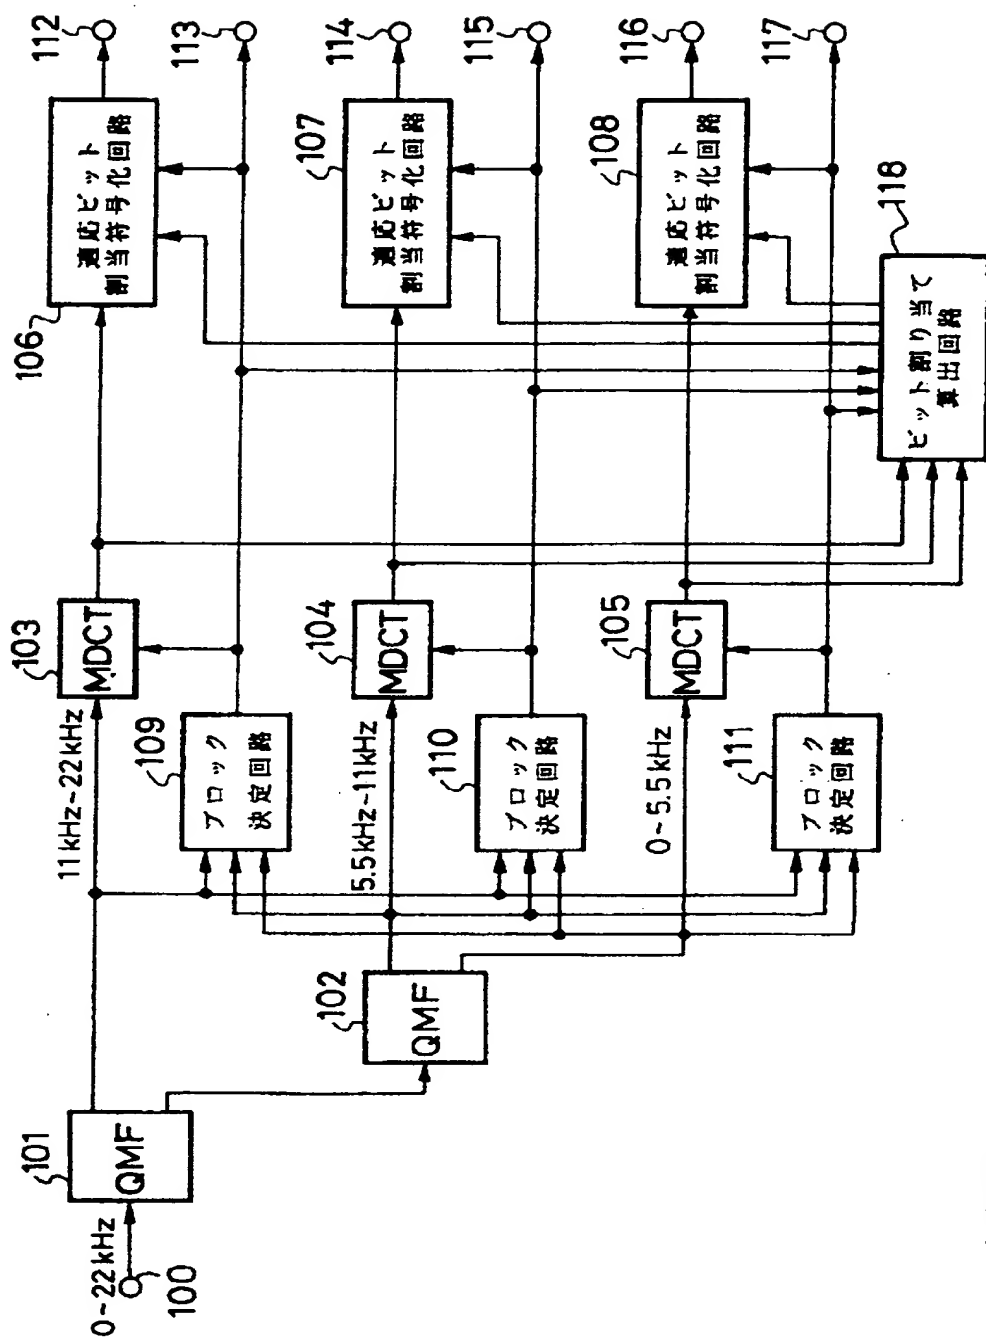 0~22kHz
100
101
QMF
102
QMF
11kHz~22kHz
103
MDCT
109
ブロック
決定回路
5.5kHz~11kHz
104
MDCT
110
ブロック
決定回路
0~5.5kHz
105
MDCT
111
ブロック
決定回路
106
適応ビット
割当符号化回路
107
適応ビット
割当符号化回路
108
適応ビット
割当符号化回路
118
ビット割り当て
算出回路
112
113
114
115
116
117